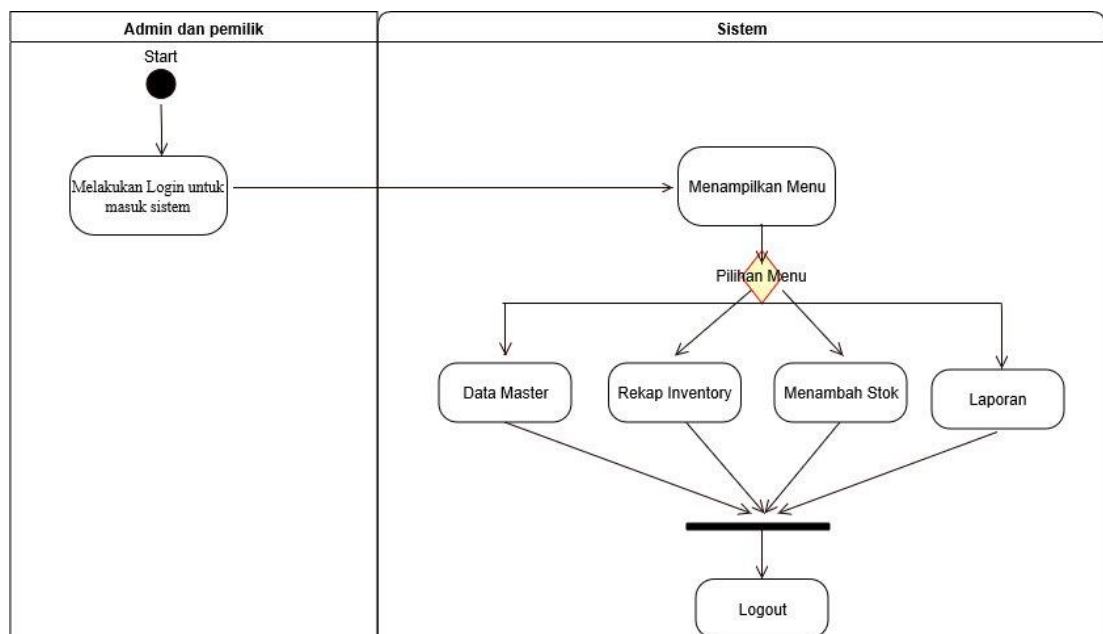 Admin dan pemilik
Sistem
Start
Melakukan Login untuk
masuk sistem
Menampilkan Menu
Pilihan Menu
Data Master
Rekap Inventory
Menambah Stok
Laporan
Logout